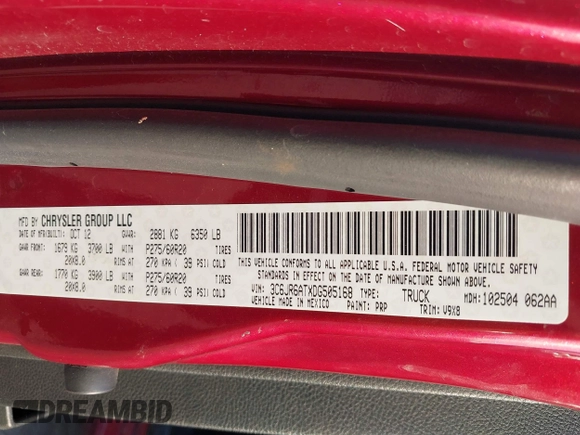 MFD BY CHRYSLER GROUP LLC
DATE OF MFR(BUILT): OCT 12 GVWR: 2881 KG 6350 LB
GAWR FRONT: 1679 KG 3700 LB WITH P275/60R20 TIRES
20X8.0 RIMS AT 270 KPA ( 39 PSI) COLD
GAWR REAR: 1770 KG 3900 LB WITH P275/60R20 TIRES
20X8.0 RIMS AT 270 KPA ( 39 PSI) COLD
THIS VEHICLE CONFORMS TO ALL APPLICABLE U.S.A. FEDERAL MOTOR VEHICLE SAFETY
STANDARDS IN EFFECT ON THE DATE OF MANUFACTURE SHOWN ABOVE.
VIN: 3C6JR6ATXDG505168 TYPE: TRUCK MDH: 102504 062AA
VEHICLE MADE IN MEXICO PAINT: PRP TRIM: V9X8
DREAMBID